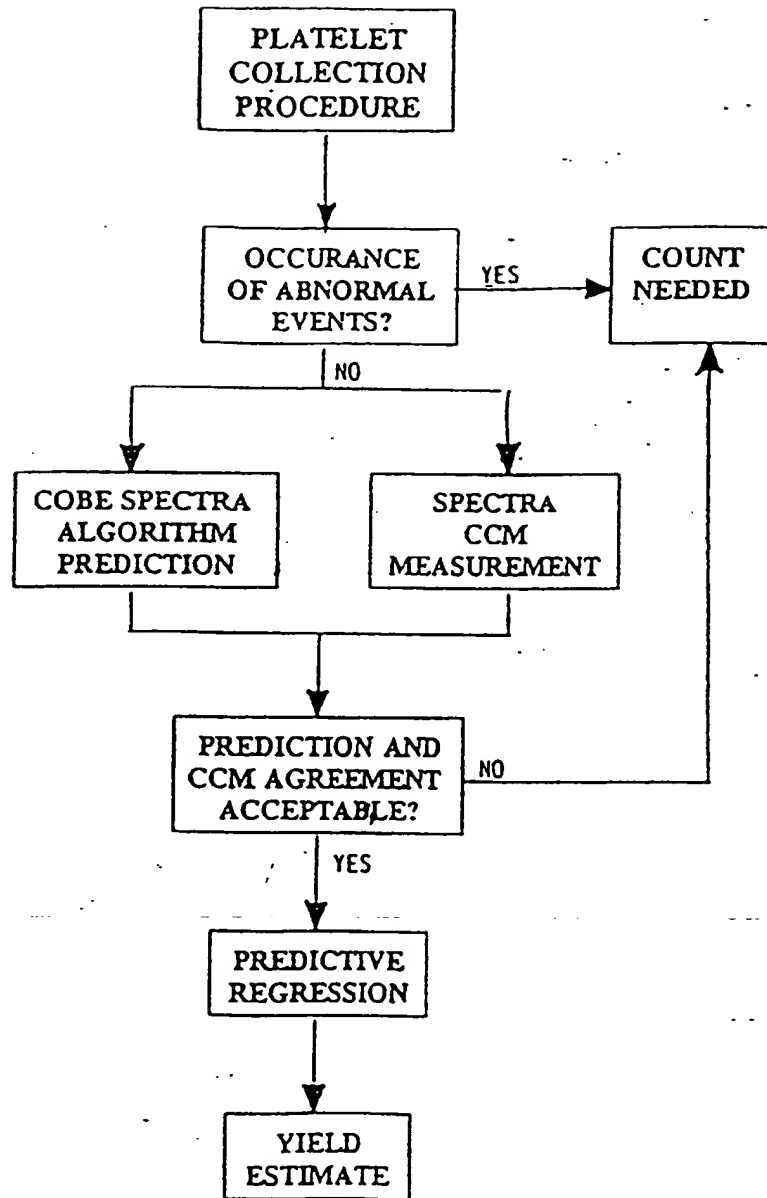 PLATELET
COLLECTION
PROCEDURE
OCCURANCE
OF ABNORMAL
EVENTS?
YES
COUNT
NEEDED
NO
COBE SPECTRA
ALGORITHM
PREDICTION
SPECTRA
CCM
MEASUREMENT
PREDICTION AND
CCM AGREEMENT
ACCEPTABLE?
NO
YES
PREDICTIVE
REGRESSION
YIELD
ESTIMATE